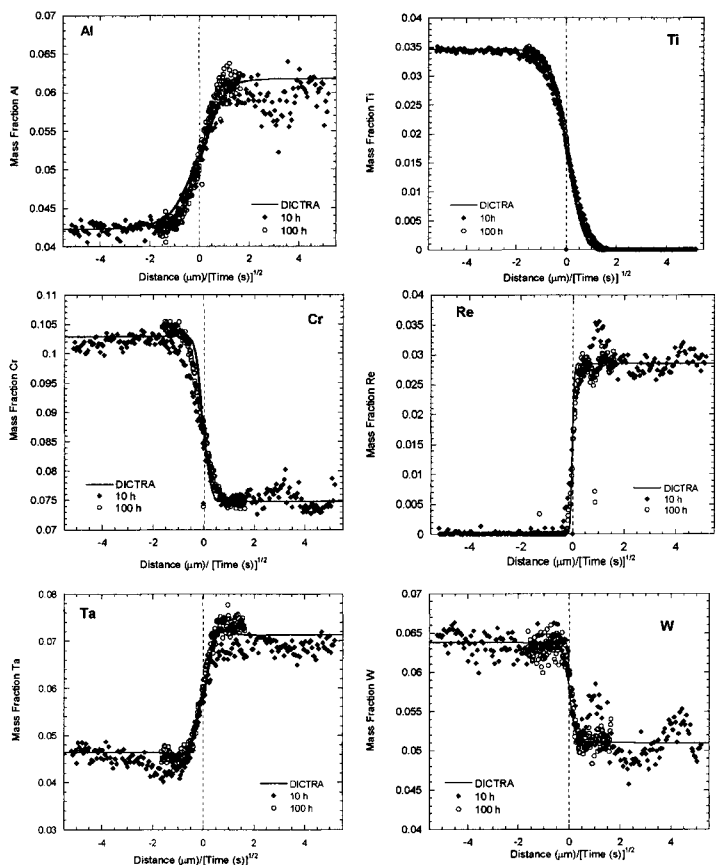 Al
Mass Fraction Al
0.07
0.065
0.06
0.055
0.05
0.045
0.04
DICTRA
10 h
100 h
-4
-2
0
2
4
Distance (µm)/[Time (s)]^1/2
Ti
Mass Fraction Ti
0.04
0.035
0.03
0.025
0.02
0.015
0.01
0.005
0
DICTRA
10h
100 h
-4
-2
0
2
4
Distance (µm)/[Time (s)]^1/2
Cr
Mass Fraction Cr
0.11
0.105
0.1
0.095
0.09
0.085
0.08
0.075
0.07
DICTRA
10 h
100 h
-4
-2
0
2
4
Distance (µm)/ [Time (s)]^1/2
Re
Mass Fraction Re
0.04
0.035
0.03
0.025
0.02
0.015
0.01
0.005
0
DICTRA
10 h
100 h
-4
-2
0
2
4
Distance (µm)/[Time (s)]^1/2
Ta
Mass Fraction Ta
0.08
0.07
0.06
0.05
0.04
0.03
DICTRA
10 h
100 h
-4
-2
0
2
4
Distance (µm)/[Time (s)]^1/2
W
Mass Fraction W
0.07
0.065
0.06
0.055
0.05
0.045
0.04
DICTRA
10 h
100 h
-4
-2
0
2
4
Distance (µm)/[Time (s)]^1/2